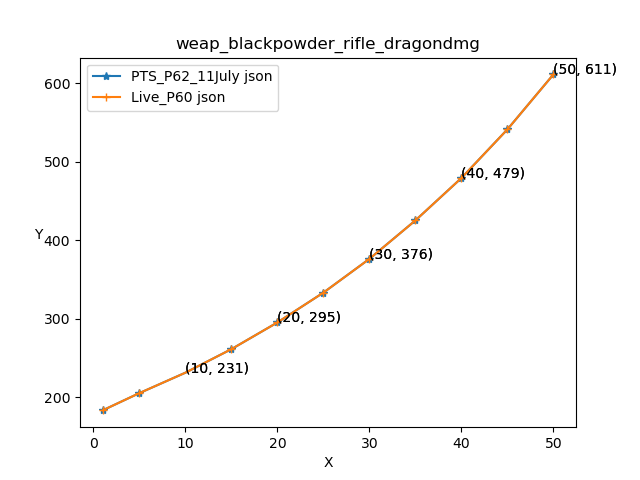 weap_blackpowder_rifle_dragondmg
PTS_P62_11July json
Live_P60 json
(50, 611)
(40, 479)
(30, 376)
(20, 295)
(10, 231)
Y
600
500
400
300
200
0 10 20 30 40 50
X